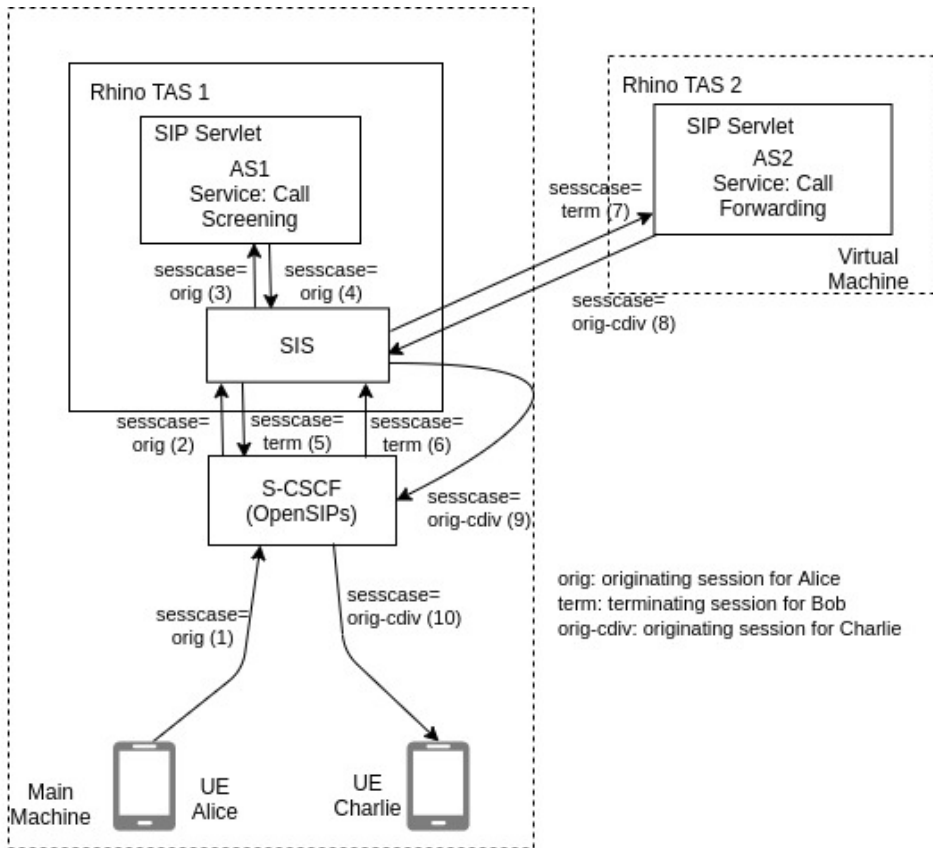 Rhino TAS 1
SIP Servlet
AS1
Service: Call
Screening
sesscase=
orig (3)
sesscase=
orig (4)
SIS
Rhino TAS 2
SIP Servlet
AS2
Service: Call
Forwarding
Virtual
Machine
sesscase=
term (7)
sesscase=
orig-cdiv (8)
sesscase=
orig (2)
sesscase=
term (5)
sesscase=
term (6)
S-CSCF
(OpenSIPs)
sesscase=
orig-cdiv (9)
sesscase=
orig (1)
sesscase=
orig-cdiv (10)
orig: originating session for Alice
term: terminating session for Bob
orig-cdiv: originating session for Charlie
Main
Machine
UE
Alice
UE
Charlie